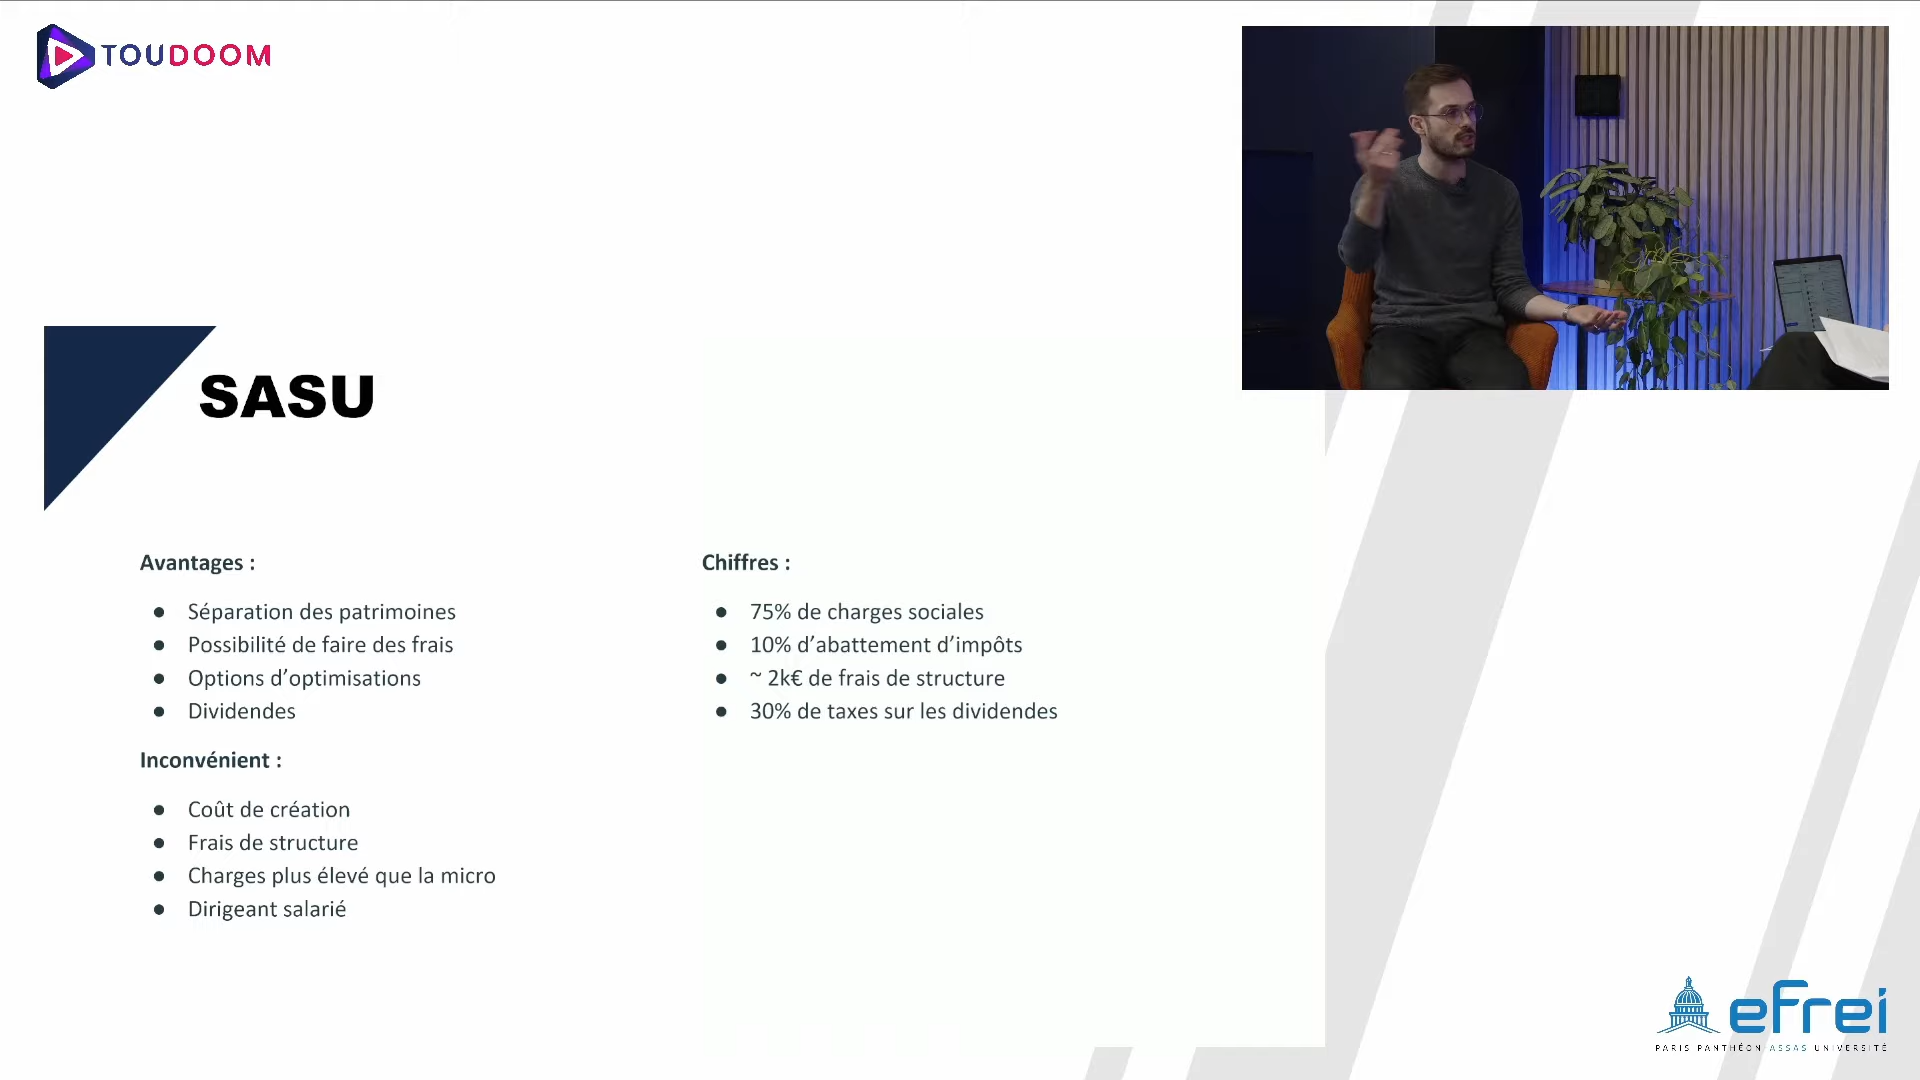 TOUDOOM
SASU
Avantages :
● Séparation des patrimoines
● Possibilité de faire des frais
● Options d’optimisations
● Dividendes
Inconvénient :
● Coût de création
● Frais de structure
● Charges plus élevé que la micro
● Dirigeant salarié
Chiffres :
● 75% de charges sociales
● 10% d’abattement d’impôts
● ~ 2k€ de frais de structure
● 30% de taxes sur les dividendes
efrei
PARIS PANTHÉON ASSAS UNIVERSITÉ